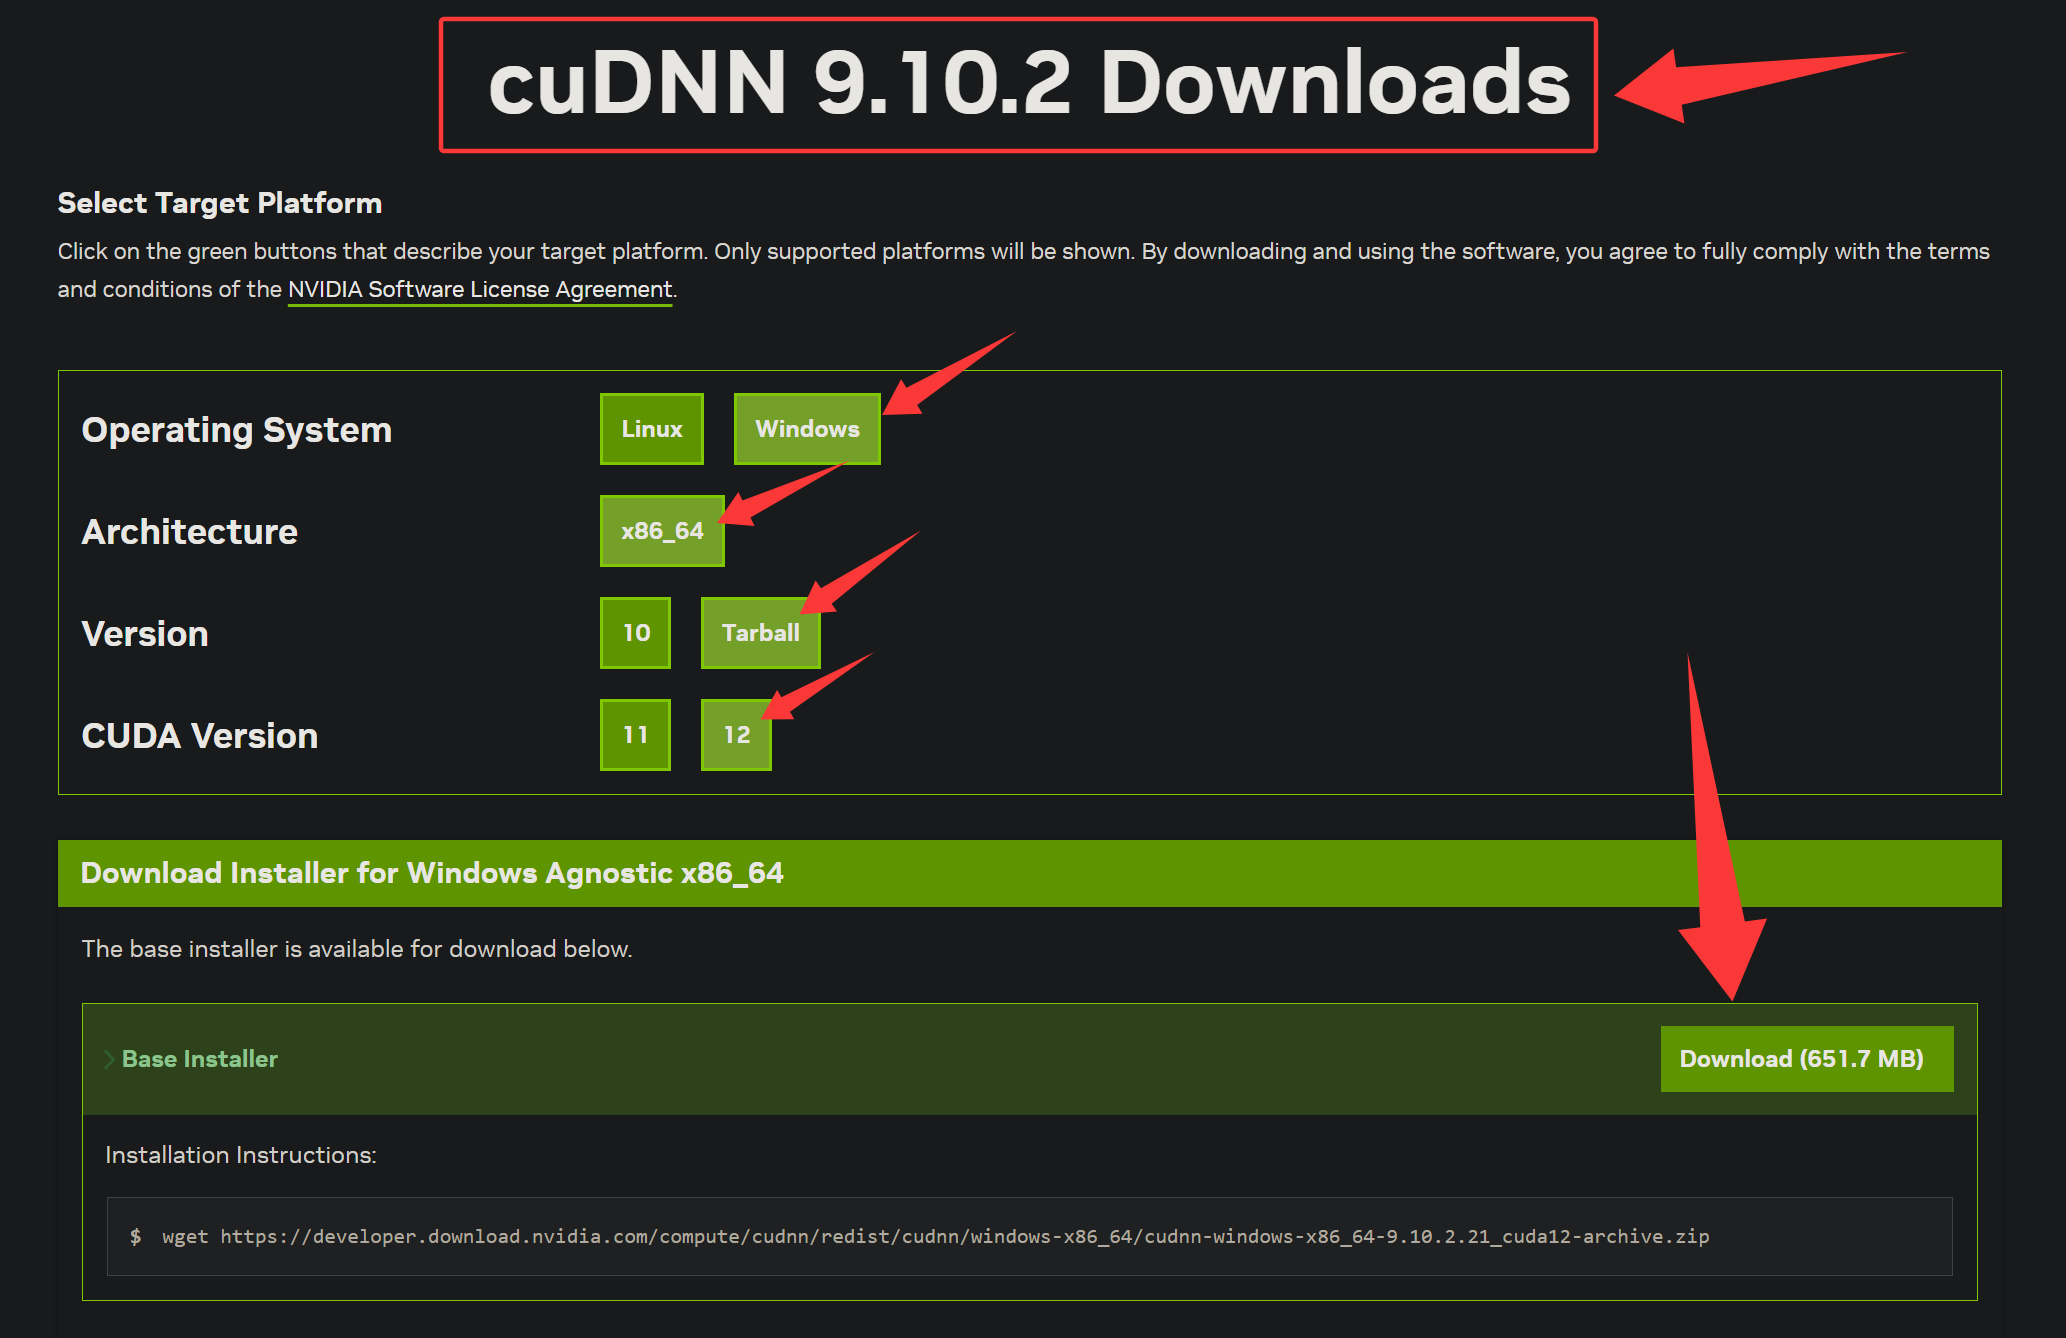 cuDNN 9.10.2 Downloads
Select Target Platform
Click on the green buttons that describe your target platform. Only supported platforms will be shown. By downloading and using the software, you agree to fully comply with the terms
and conditions of the NVIDIA Software License Agreement.
Operating System Linux Windows
Architecture x86_64
Version 10 Tarball
CUDA Version 11 12
Download Installer for Windows Agnostic x86_64
The base installer is available for download below.
Base Installer Download (651.7 MB)
Installation Instructions:
$ wget https://developer.download.nvidia.com/compute/cudnn/redist/cudnn/windows-x86_64/cudnn-windows-x86_64-9.10.2.21_cuda12-archive.zip